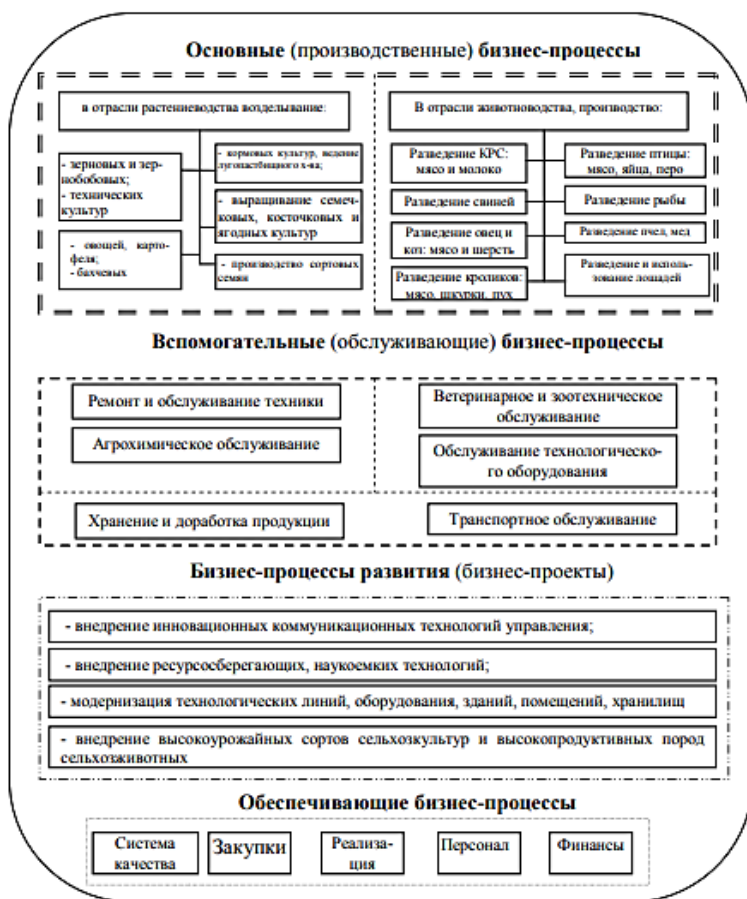 Основные (производственные) бизнес-процессы
в отрасли растениеводства возделывание:
- зерновых и зер-
нобобовых;
- технических
культур
- овощей, карто-
феля;
- бахчевых
- кормовых культур, ведение
лугопастбищного х-ва;
- выращивание семеч-
ковых, косточковых и
ягодных культур
- производство сортовых
семян
В отрасли животноводства, производство:
Разведение КРС:
мясо и молоко
Разведение свиней
Разведение овец и
коз: мясо и шерсть
Разведение кроликов:
мясо, шкурки, пух
Разведение птицы:
мясо, яйца, перо
Разведение рыбы
Разведение пчел, мед
Разведение и исполь-
зование лошадей
Вспомогательные (обслуживающие) бизнес-процессы
Ремонт и обслуживание техники
Агрохимическое обслуживание
Ветеринарное и зоотехническое
обслуживание
Обслуживание технологическо-
го оборудования
Хранение и доработка продукции
Транспортное обслуживание
Бизнес-процессы развития (бизнес-проекты)
- внедрение инновационных коммуникационных технологий управления;
- внедрение ресурсосберегающих, наукоемких технологий;
- модернизация технологических линий, оборудования, зданий, помещений, хранилищ
- внедрение высокоурожайных сортов сельхозкультур и высокопродуктивных пород
сельхозживотных
Обеспечивающие бизнес-процессы
Система
качества
Закупки
Реализа-
ция
Персонал
Финансы